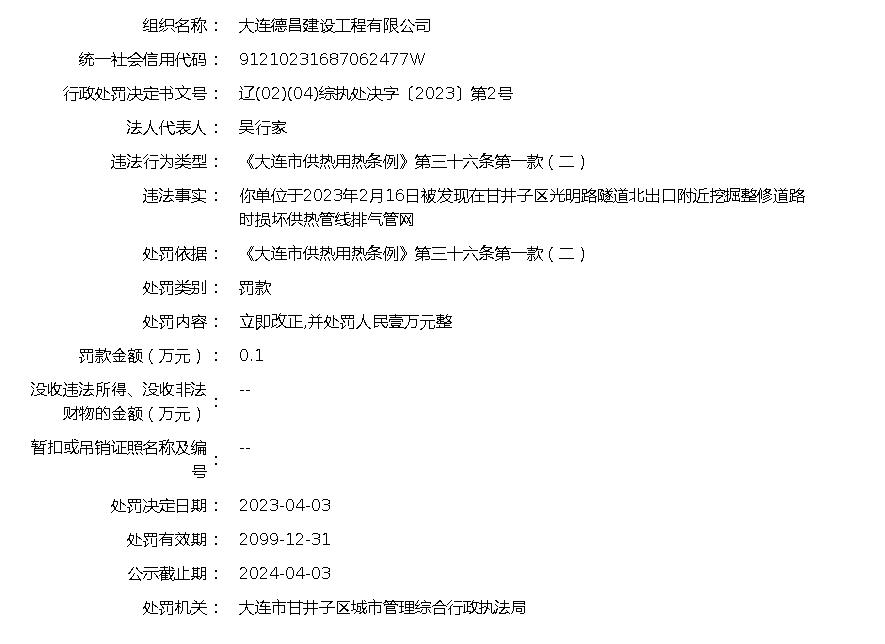 组织名称： 大连德昌建设工程有限公司
统一社会信用代码： 91210231687062477W
行政处罚决定书文号： 辽(02)(04)综执处决字〔2023〕第2号
法人代表人： 吴行家
违法行为类型： 《大连市供热用热条例》第三十六条第一款（二）
违法事实： 你单位于2023年2月16日被发现在甘井子区光明路隧道北出口附近挖掘整修道路
时损坏供热管线排气管网
处罚依据： 《大连市供热用热条例》第三十六条第一款（二）
处罚类别： 罚款
处罚内容： 立即改正,并处罚人民壹万元整
罚款金额（万元）： 0.1
没收违法所得、没收非法
财物的金额（万元）： --
暂扣或吊销证照名称及编
号： --
处罚决定日期： 2023-04-03
处罚有效期： 2099-12-31
公示截止期： 2024-04-03
处罚机关： 大连市甘井子区城市管理综合行政执法局